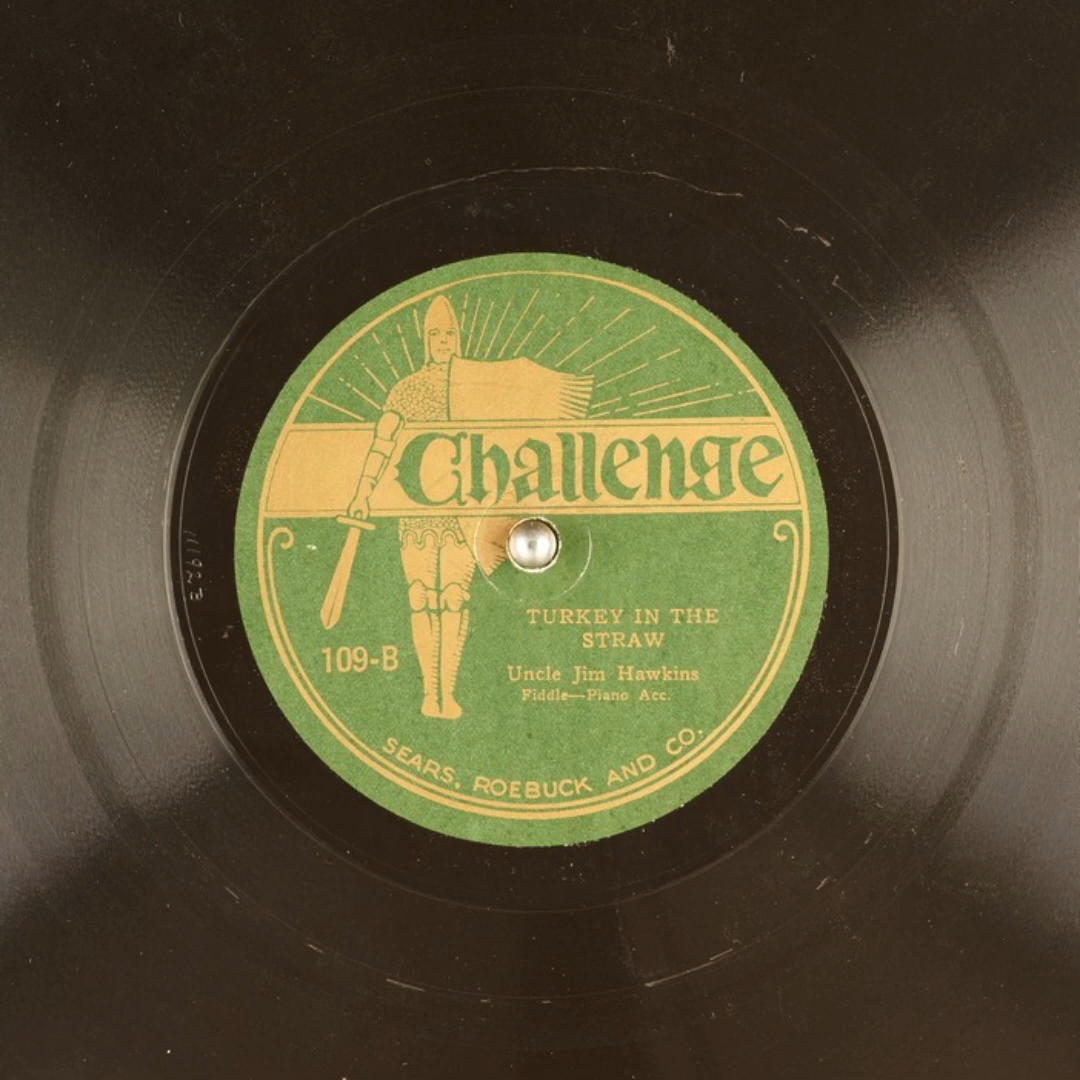 Challenge
TURKEY IN THE
STRAW
109-B
Uncle Jim Hawkins
Fiddle—Piano Acc.
SEARS, ROEBUCK AND CO.